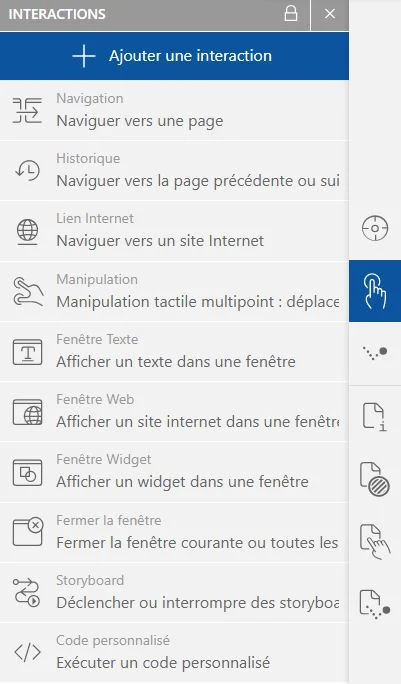 INTERACTIONS
Ajouter une interaction
Navigation
Naviguer vers une page
Historique
Naviguer vers la page précédente ou sui
Lien Internet
Naviguer vers un site Internet
Manipulation
Manipulation tactile multipoint : déplace
Fenêtre Texte
Afficher un texte dans une fenêtre
Fenêtre Web
Afficher un site internet dans une fenêtre
Fenêtre Widget
Afficher un widget dans une fenêtre
Fermer la fenêtre
Fermer la fenêtre courante ou toutes les
Storyboard
Déclencher ou interrompre des storyboa
Code personnalisé
Exécuter un code personnalisé